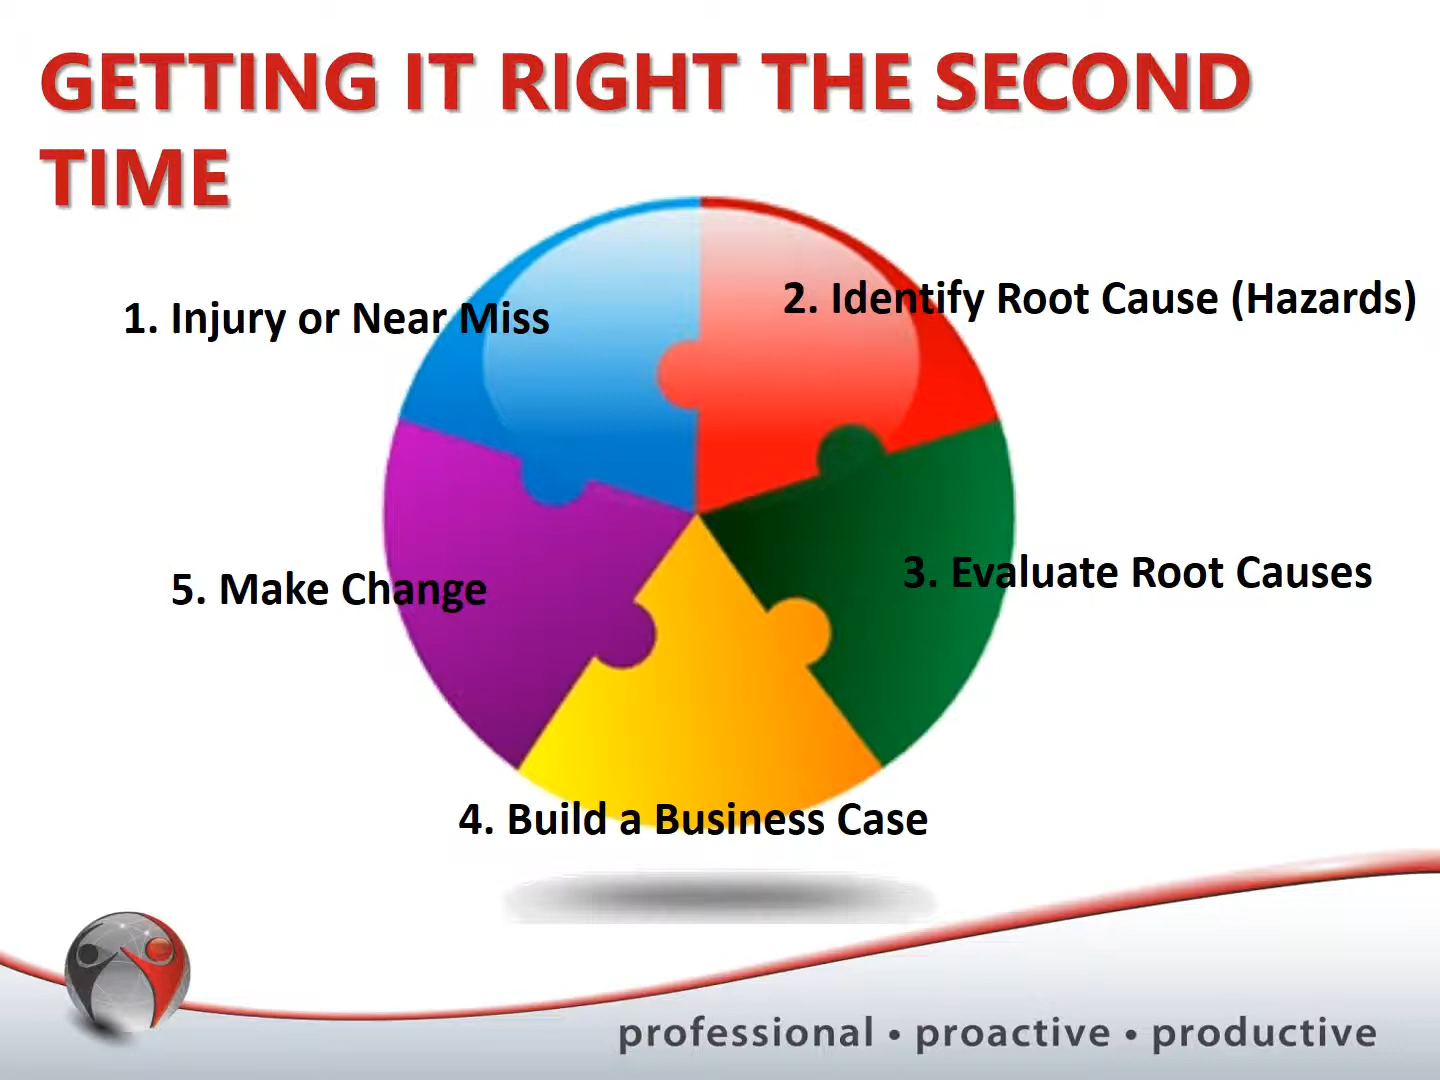 GETTING IT RIGHT THE SECOND
TIME
1. Injury or Near Miss
2. Identify Root Cause (Hazards)
3. Evaluate Root Causes
4. Build a Business Case
5. Make Change
professional • proactive • productive